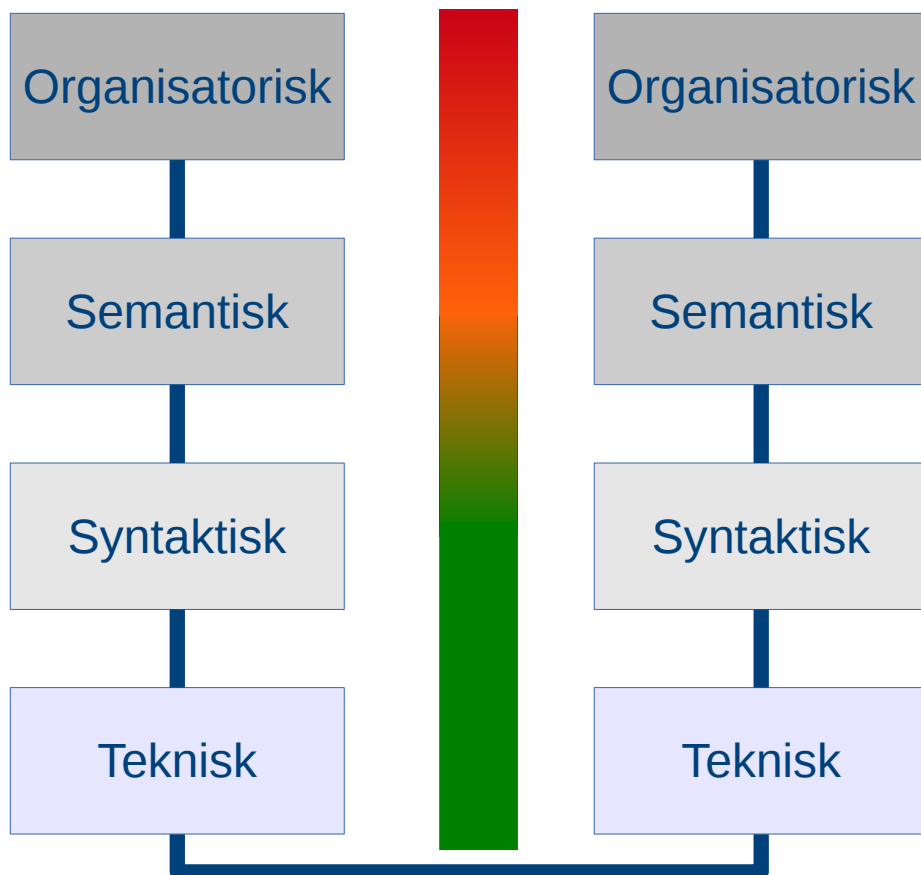 Organisatorisk
Organisatorisk
Semantisk
Semantisk
Syntaktisk
Syntaktisk
Teknisk
Teknisk